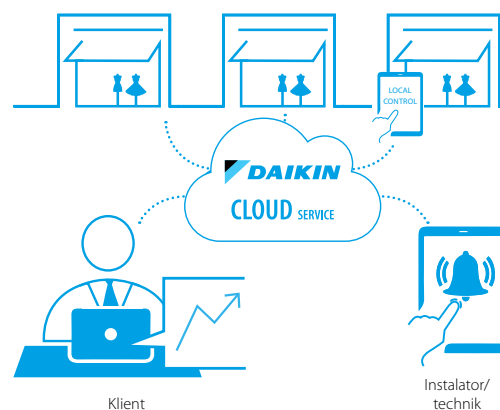 LOCAL
CONTROL
DAIKIN
CLOUD SERVICE
Klient
Instalator/
technik